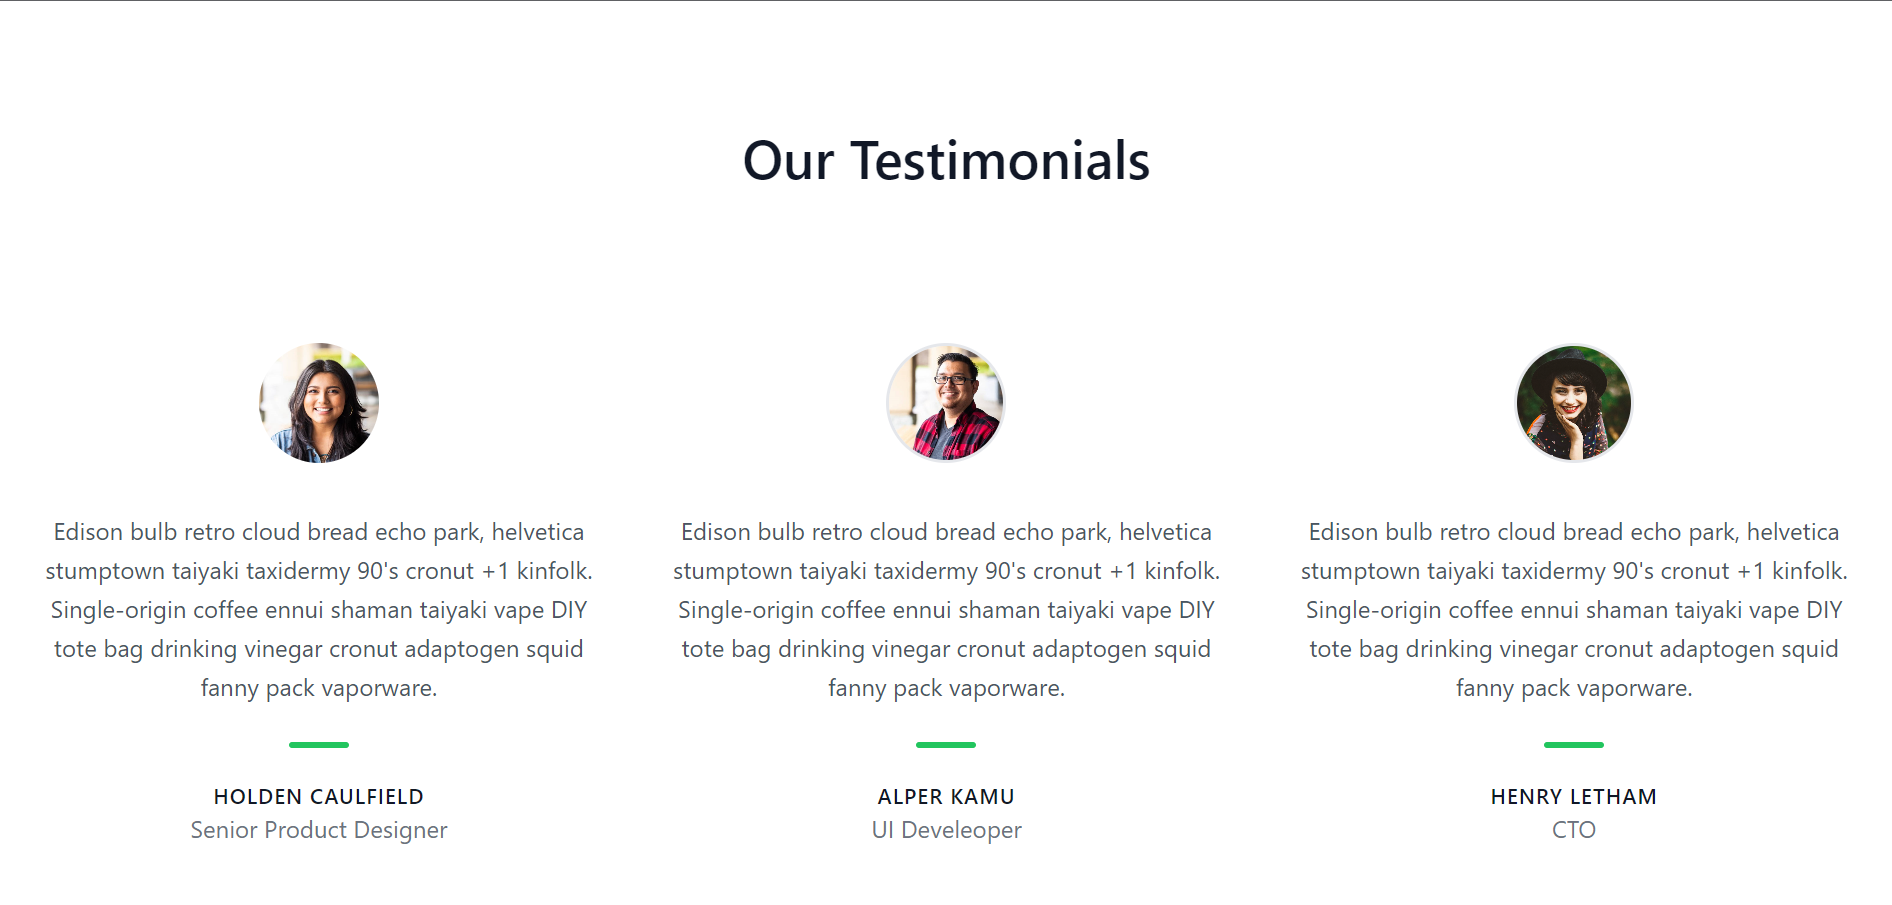 Our Testimonials
Edison bulb retro cloud bread echo park, helvetica
stumptown taiyaki taxidermy 90's cronut +1 kinfolk.
Single-origin coffee ennui shaman taiyaki vape DIY
tote bag drinking vinegar cronut adaptogen squid
fanny pack vaporware.
HOLDEN CAULFIELD
Senior Product Designer
Edison bulb retro cloud bread echo park, helvetica
stumptown taiyaki taxidermy 90's cronut +1 kinfolk.
Single-origin coffee ennui shaman taiyaki vape DIY
tote bag drinking vinegar cronut adaptogen squid
fanny pack vaporware.
ALPER KAMU
UI Develeoper
Edison bulb retro cloud bread echo park, helvetica
stumptown taiyaki taxidermy 90's cronut +1 kinfolk.
Single-origin coffee ennui shaman taiyaki vape DIY
tote bag drinking vinegar cronut adaptogen squid
fanny pack vaporware.
HENRY LETHAM
CTO